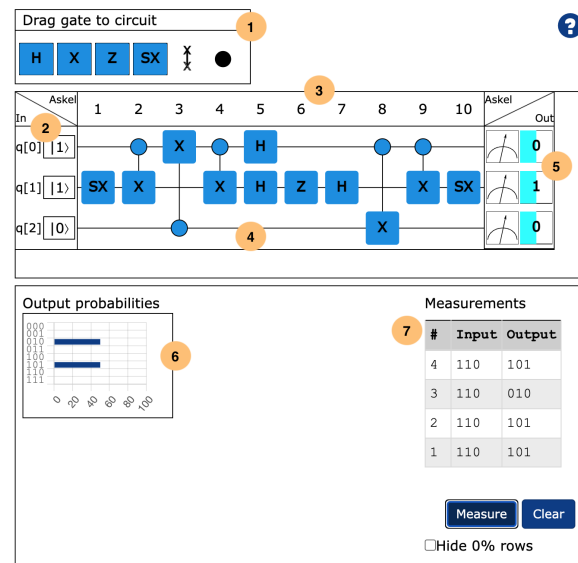 Drag gate to circuit
1
?
H X Z SX X X
3
Askel 1 2 3 4 5 6 7 8 9 10 Askel
In 2 Out
q[0] |1⟩ X H 0
5
q[1] |1⟩ SX X X H Z H X SX 1
q[2] |0⟩ 4 X 0
Output probabilities
000
001
010
011
100
101
110
111
0 20 40 60 80 100
6
Measurements
7
# Input Output
4 110 101
3 110 010
2 110 101
1 110 101
Measure Clear
Hide 0% rows